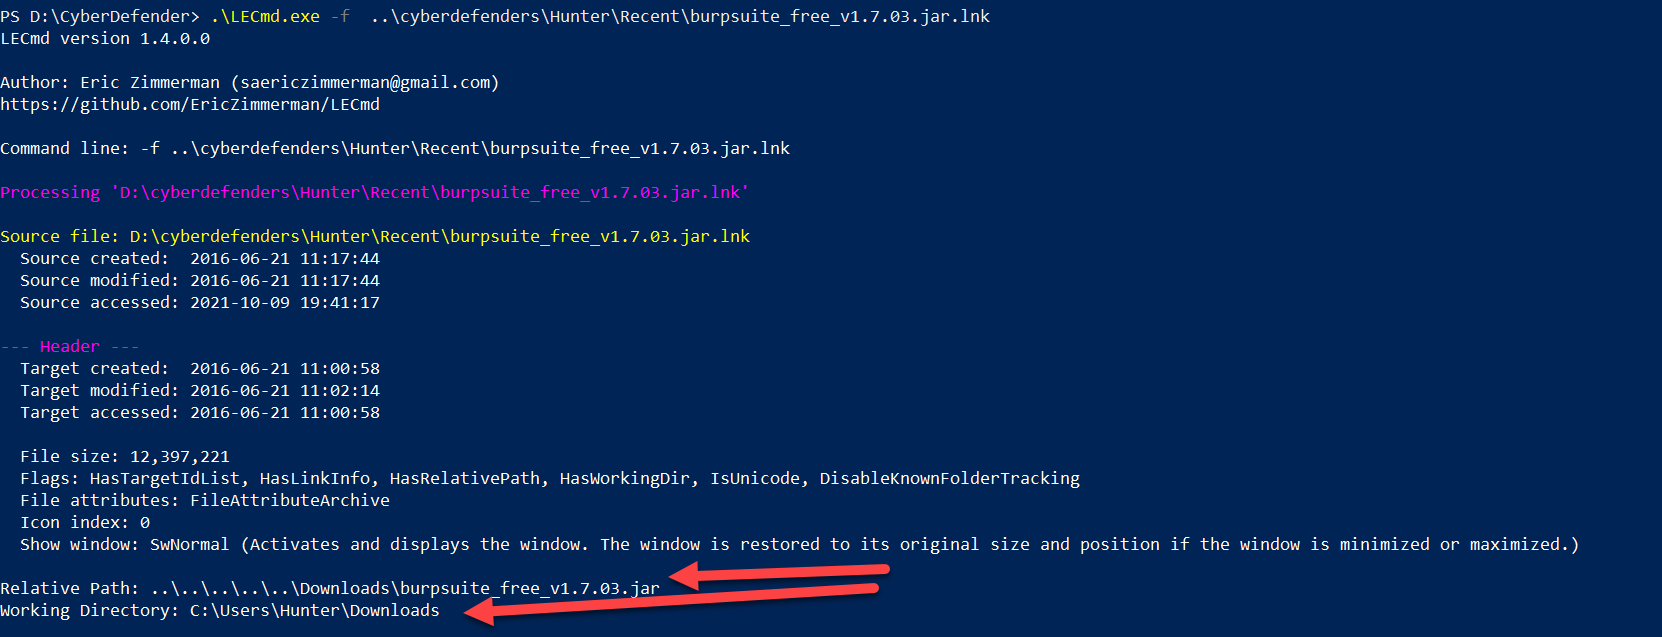 PS D:\CyberDefender> .\LECmd.exe -f  ..\cyberdefenders\Hunter\Recent\burpsuite_free_v1.7.03.jar.lnk
LECmd version 1.4.0.0
Author: Eric Zimmerman (saericzimmerman@gmail.com)
https://github.com/EricZimmerman/LECmd
Command line: -f ..\cyberdefenders\Hunter\Recent\burpsuite_free_v1.7.03.jar.lnk
Processing 'D:\cyberdefenders\Hunter\Recent\burpsuite_free_v1.7.03.jar.lnk'
Source file: D:\cyberdefenders\Hunter\Recent\burpsuite_free_v1.7.03.jar.lnk
  Source created:  2016-06-21 11:17:44
  Source modified: 2016-06-21 11:17:44
  Source accessed: 2021-10-09 19:41:17
--- Header ---
  Target created:  2016-06-21 11:00:58
  Target modified: 2016-06-21 11:02:14
  Target accessed: 2016-06-21 11:00:58
  File size: 12,397,221
  Flags: HasTargetIdList, HasLinkInfo, HasRelativePath, HasWorkingDir, IsUnicode, DisableKnownFolderTracking
  File attributes: FileAttributeArchive
  Icon index: 0
  Show window: SwNormal (Activates and displays the window. The window is restored to its original size and position if the window is minimized or maximized.)
Relative Path: ..\..\..\..\..\Downloads\burpsuite_free_v1.7.03.jar
Working Directory: C:\Users\Hunter\Downloads